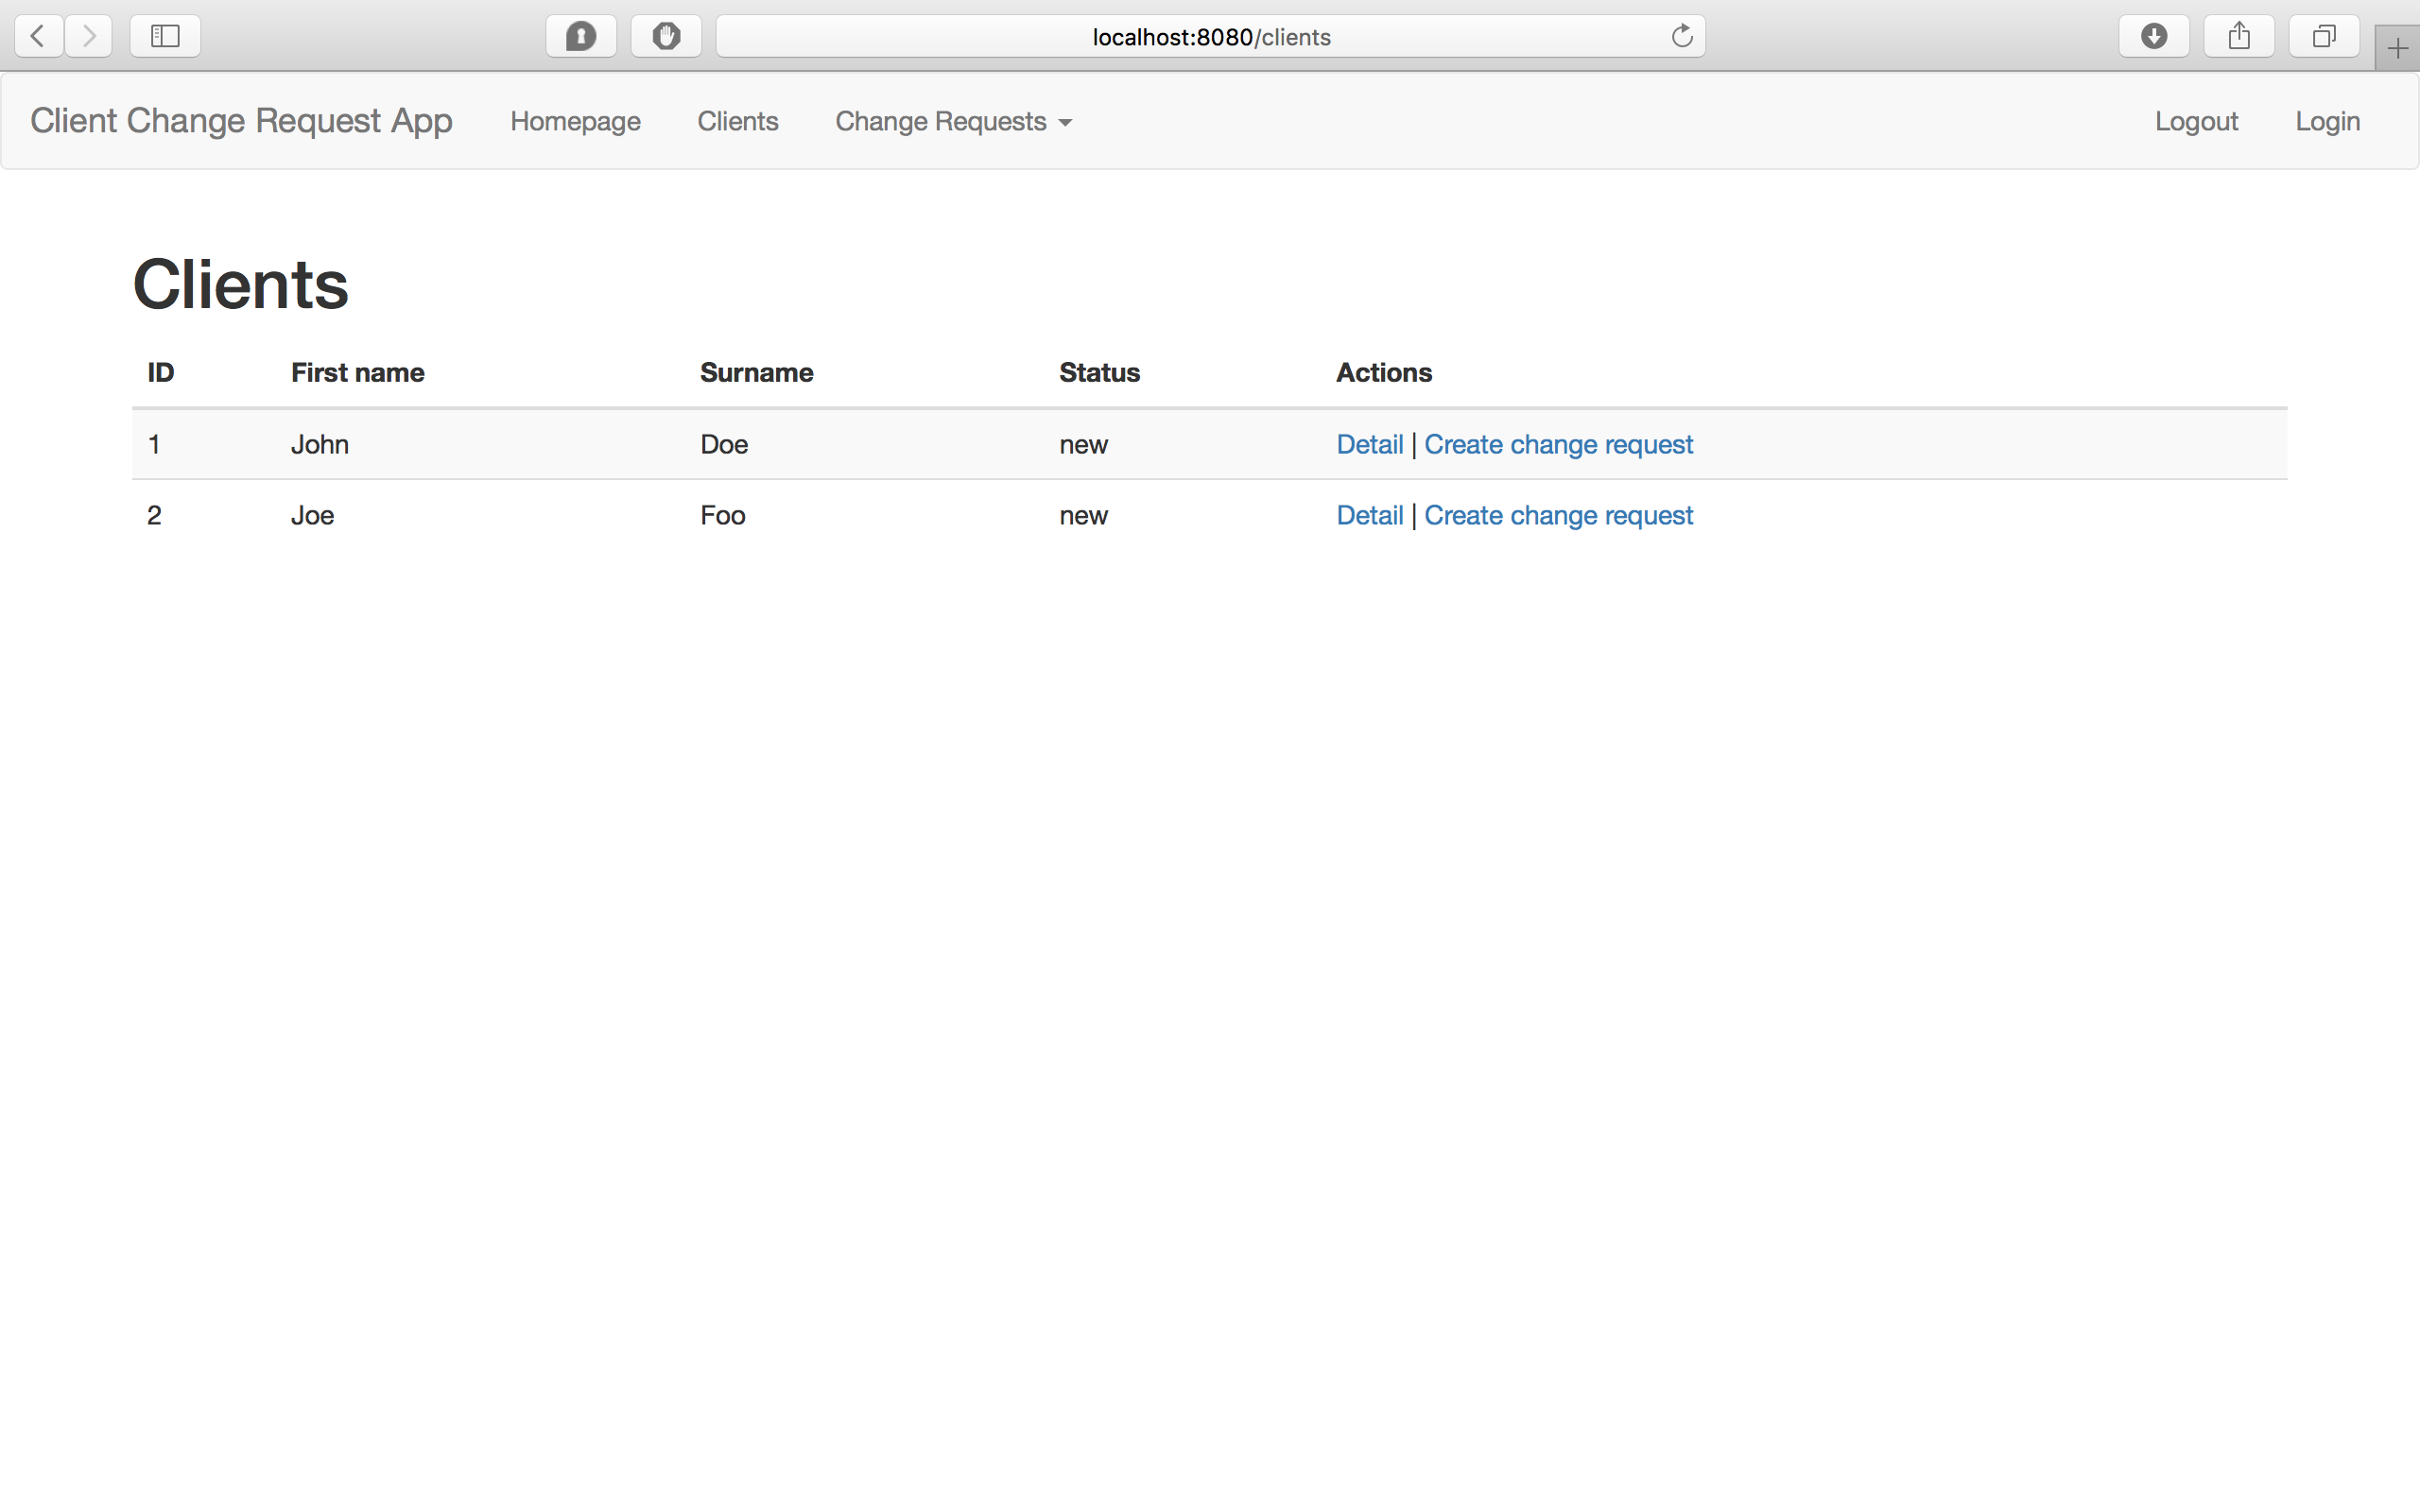 localhost:8080/clients
Client Change Request App Homepage Clients Change Requests Logout Login
Clients
ID First name Surname Status Actions
1 John Doe new Detail | Create change request
2 Joe Foo new Detail | Create change request